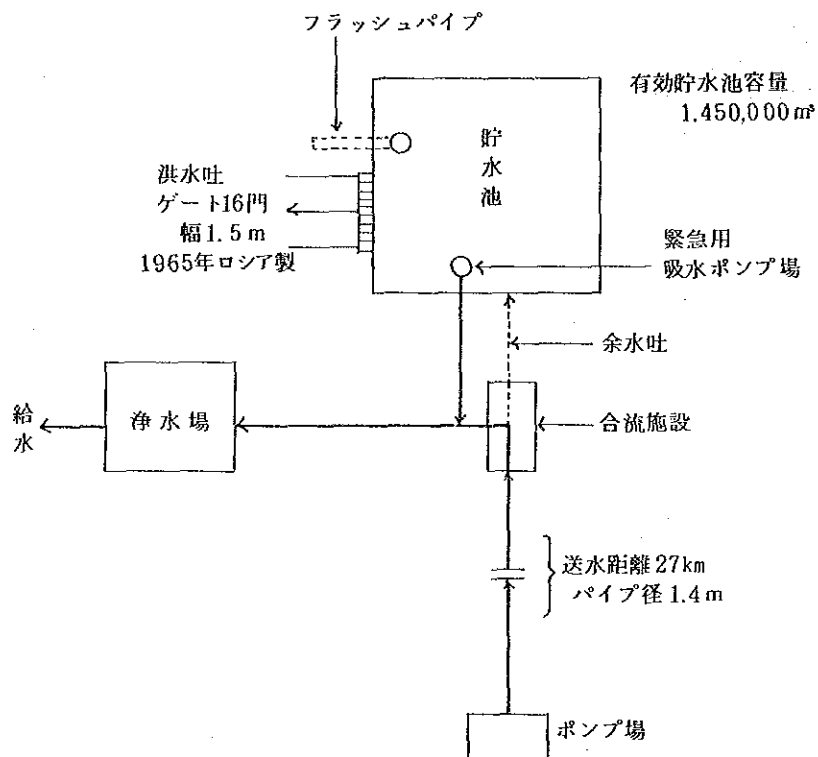 フラッシュパイプ
有効貯水池容量
1.450,000㎥
貯水池
洪水吐
ゲート16門
幅1.5m
1965年ロシア製
緊急用
吸水ポンプ場
余水吐
給水
浄水場
合流施設
送水距離27km
パイプ径1.4m
ポンプ場